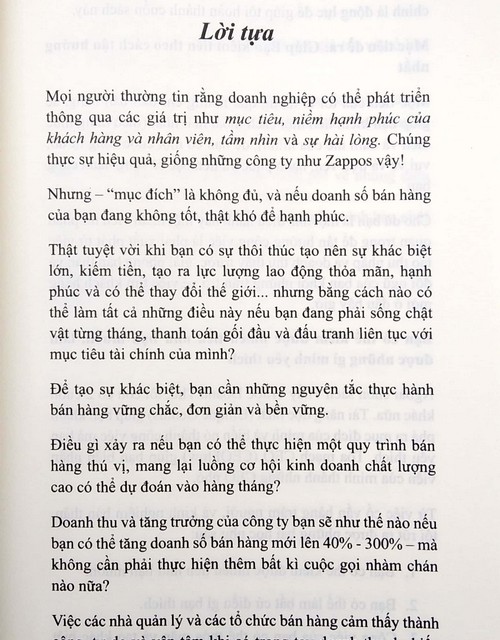 Lời tựa
Mọi người thường tin rằng doanh nghiệp có thể phát triển
thông qua các giá trị như mục tiêu, niềm hạnh phúc của
khách hàng và nhân viên, tầm nhìn và sự hài lòng. Chúng
thực sự hiệu quả, giống những công ty như Zappos vậy!
Nhưng – “mục đích” là không đủ, và nếu doanh số bán hàng
của bạn đang không tốt, thật khó để hạnh phúc.
Thật tuyệt vời khi bạn có sự thôi thúc tạo nên sự khác biệt
lớn, kiếm tiền, tạo ra lực lượng lao động thỏa mãn, hạnh
phúc và có thể thay đổi thế giới... nhưng bằng cách nào có
thể làm tất cả những điều này nếu bạn đang phải sống chật
vật từng tháng, thanh toán gối đầu và đấu tranh liên tục với
mục tiêu tài chính của mình?
Để tạo sự khác biệt, bạn cần những nguyên tắc thực hành
bán hàng vững chắc, đơn giản và bền vững.
Điều gì xảy ra nếu bạn có thể thực hiện một quy trình bán
hàng thú vị, mang lại luồng cơ hội kinh doanh chất lượng
cao có thể dự đoán vào hàng tháng?
Doanh thu và tăng trưởng của công ty bạn sẽ như thế nào nếu
bạn có thể tăng doanh số bán hàng mới lên 40% - 300% – mà
không cần phải thực hiện thêm bất kì cuộc gọi nhàm chán
nào nữa?
Việc các nhà quản lý và các tổ chức bán hàng cảm thấy thành